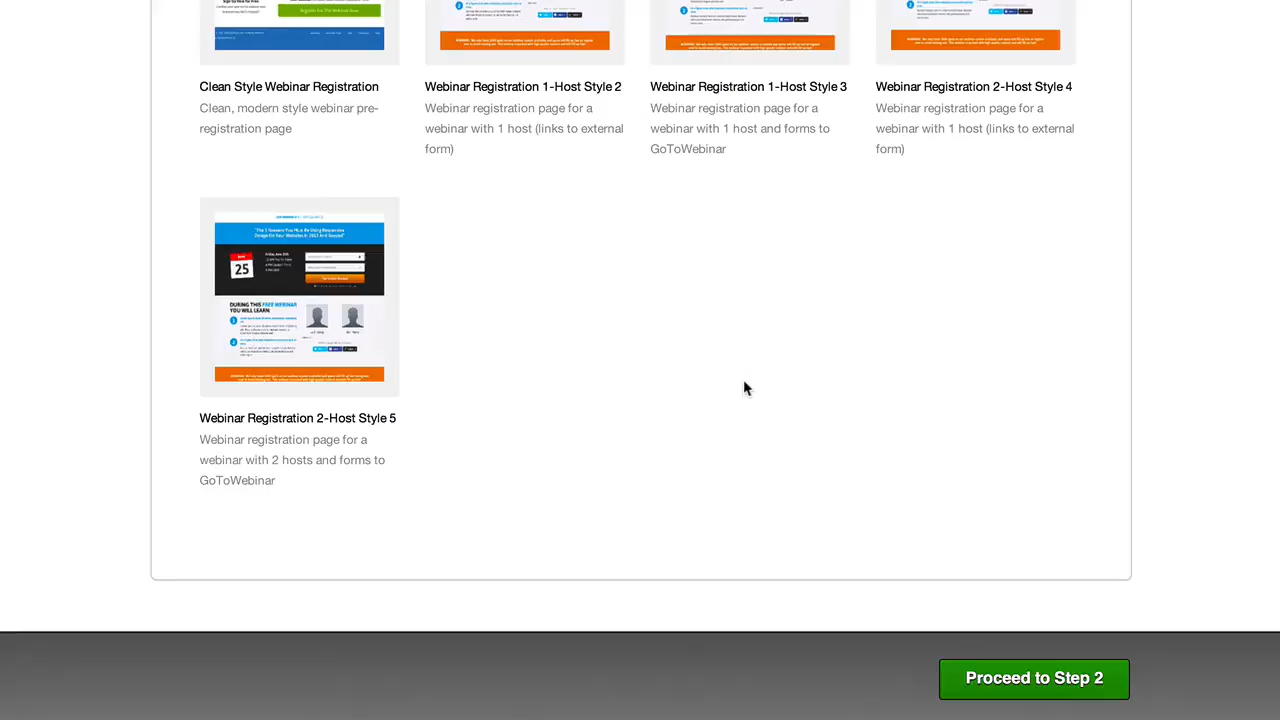 Clean Style Webinar Registration
Clean, modern style webinar pre-
registration page
Webinar Registration 1-Host Style 2
Webinar registration page for a
webinar with 1 host (links to external
form)
Webinar Registration 1-Host Style 3
Webinar registration page for a
webinar with 1 host and forms to
GoToWebinar
Webinar Registration 2-Host Style 4
Webinar registration page for a
webinar with 1 host (links to external
form)
25
DURING THIS FREE WEBINAR
YOU WILL LEARN:
1
2
Webinar Registration 2-Host Style 5
Webinar registration page for a
webinar with 2 hosts and forms to
GoToWebinar
Proceed to Step 2